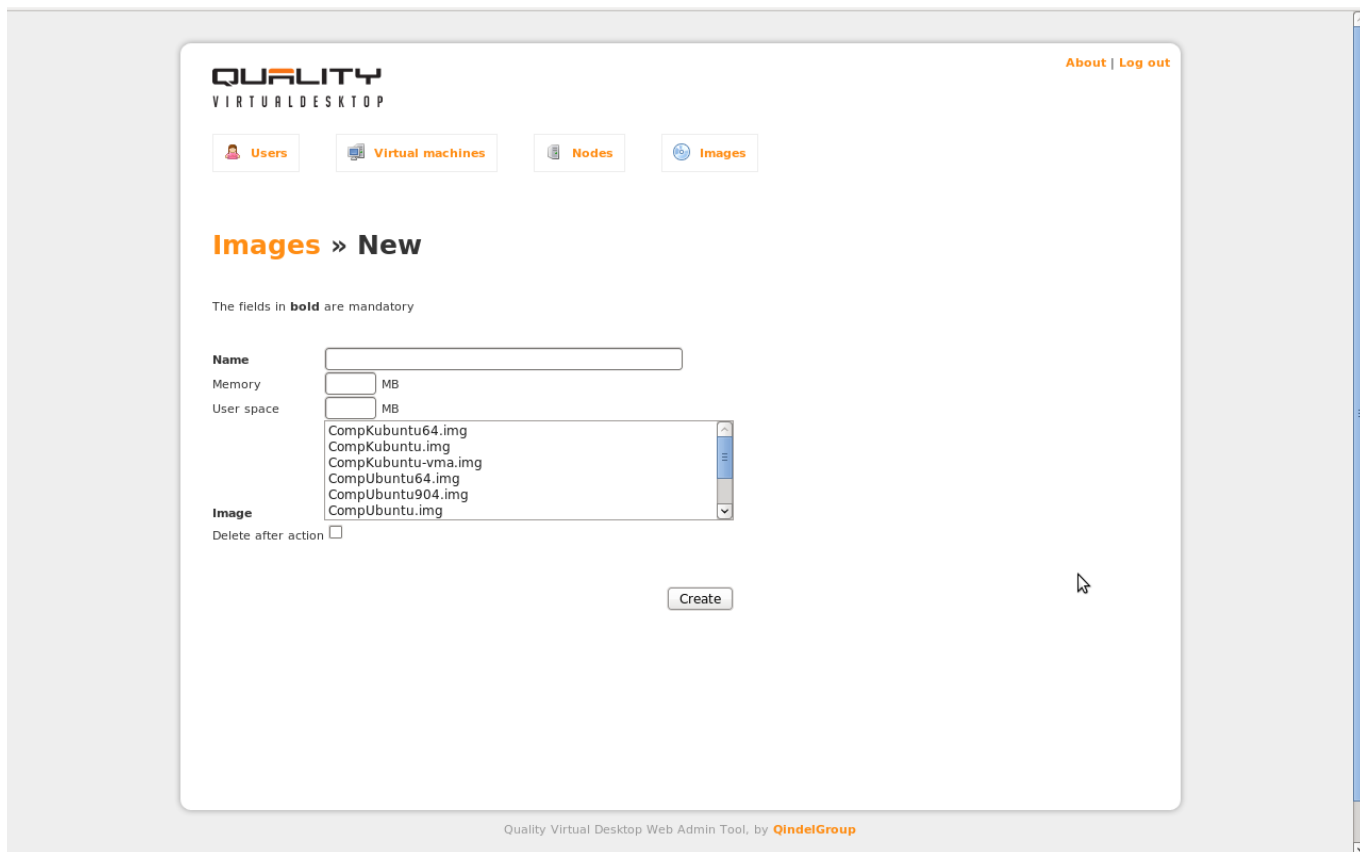 About | Log out
QUALITY
VIRTUALDESKTOP
Users
Virtual machines
Nodes
Images
Images » New
The fields in bold are mandatory
Name
Memory MB
User space MB
CompKubuntu64.img
CompKubuntu.img
CompKubuntu-vma.img
CompUbuntu64.img
CompUbuntu904.img
CompUbuntu.img
Image
Delete after action
Create
Quality Virtual Desktop Web Admin Tool, by QindelGroup